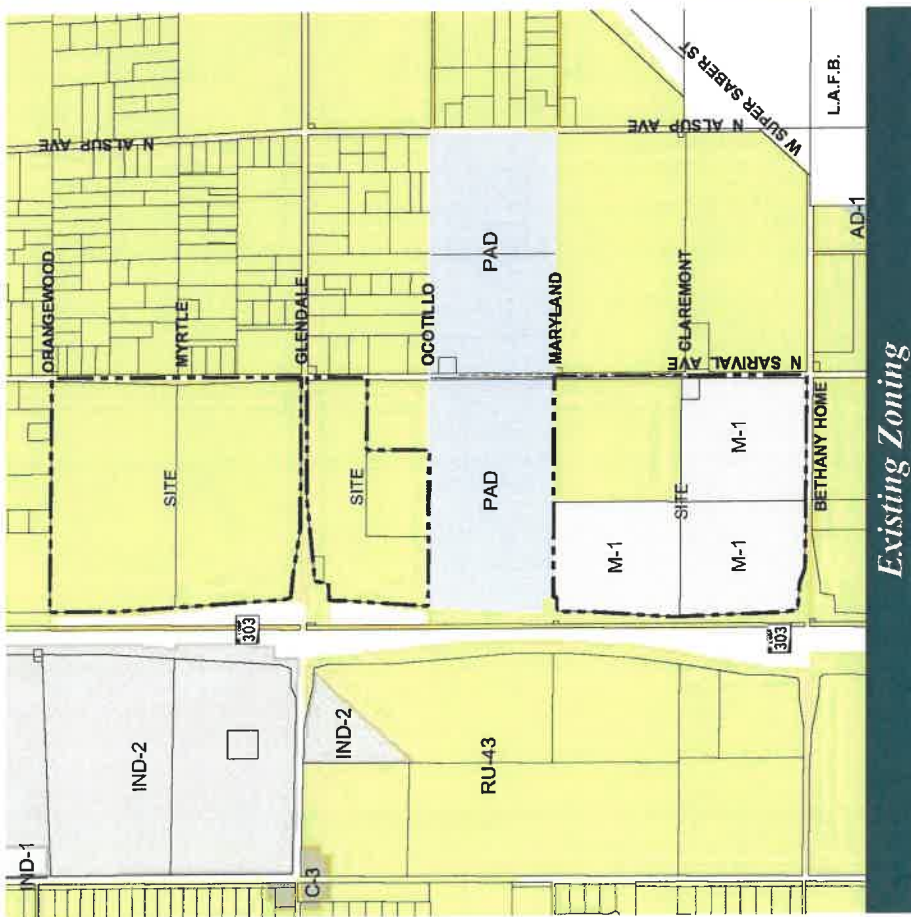 ORANGEWOOD
N ALSUP AVE
IND-1
MYRTLE
SITE
IND-2
303
GLENDALE
SITE
IND-2
C-3
OCOTILLO
PAD
PAD
RU-43
MARYLAND
N ALSUP AVE
W SUPER SABER ST
M-1
CLAREMONT
SITE
N SARIVAL AVE
M-1
M-1
303
L.A.F.B.
BETHANY HOME
AD-1
Existing Zoning